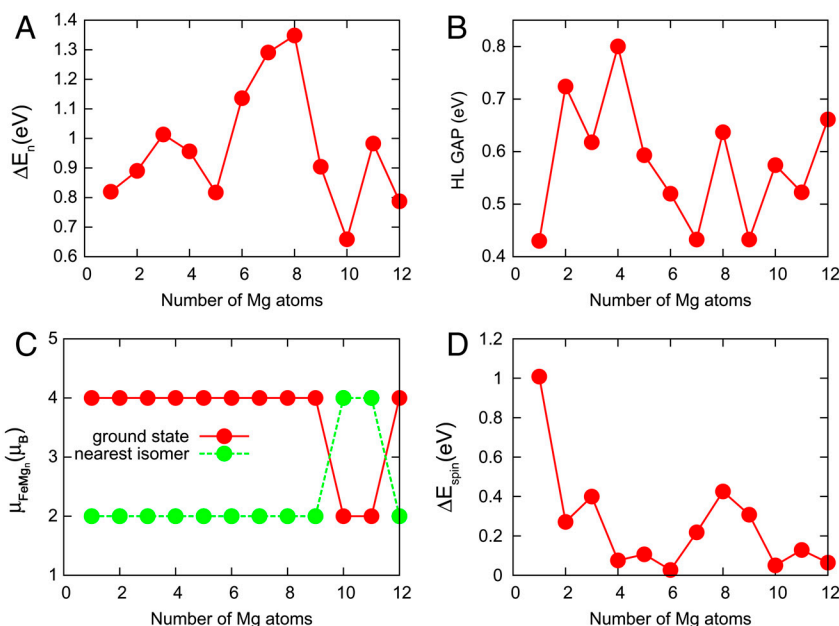 A
1.4
1.3
1.2
1.1
1
0.9
0.8
0.7
0.6
ΔEn(eV)
0 2 4 6 8 10 12
Number of Mg atoms
B
0.8
0.7
0.6
0.5
0.4
HL GAP (eV)
0 2 4 6 8 10 12
Number of Mg atoms
C
5
4
3
2
1
μFeMgn(μB)
ground state
nearest isomer
0 2 4 6 8 10 12
Number of Mg atoms
D
1.2
1
0.8
0.6
0.4
0.2
0
ΔEspin(eV)
0 2 4 6 8 10 12
Number of Mg atoms